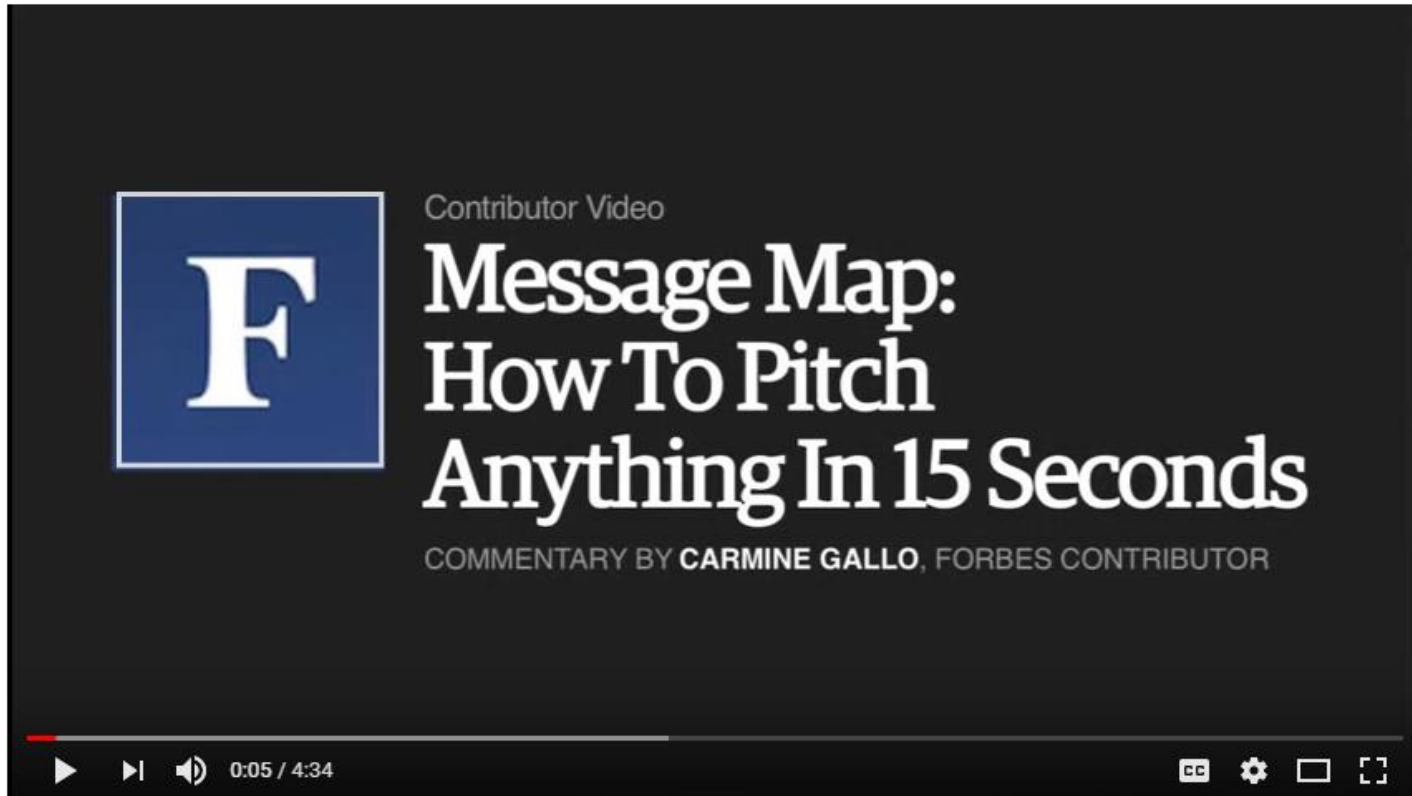 F
Contributor Video
Message Map:
How To Pitch
Anything In 15 Seconds
COMMENTARY BY CARMINE GALLO, FORBES CONTRIBUTOR
0:05 / 4:34
CC